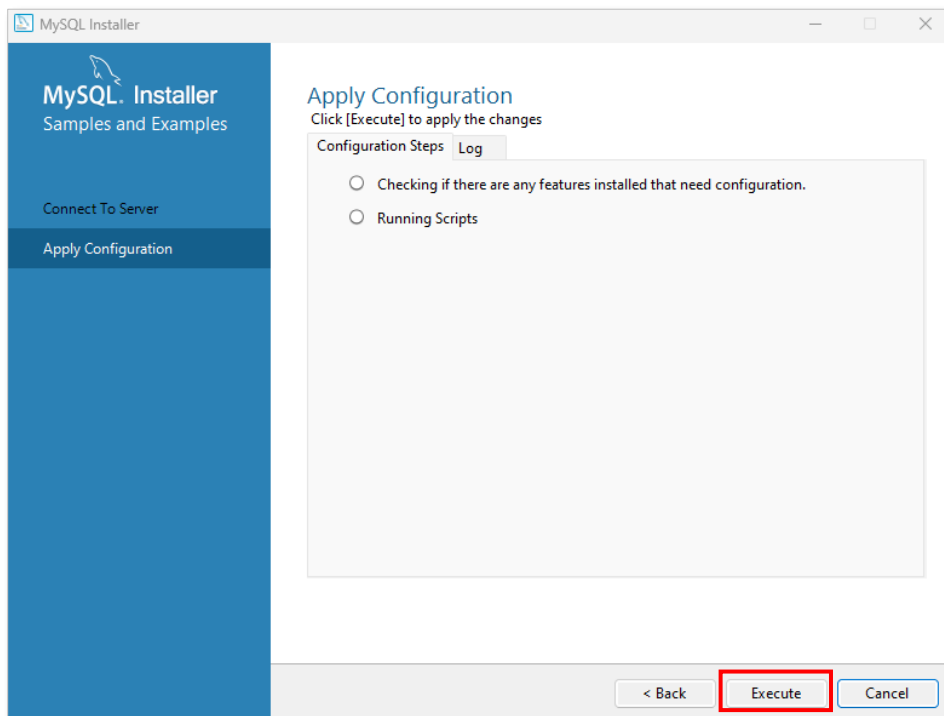 MySQL Installer
MySQL. Installer
Samples and Examples
Connect To Server
Apply Configuration
Apply Configuration
Click [Execute] to apply the changes
Configuration Steps
Log
Checking if there are any features installed that need configuration.
Running Scripts
< Back
Execute
Cancel